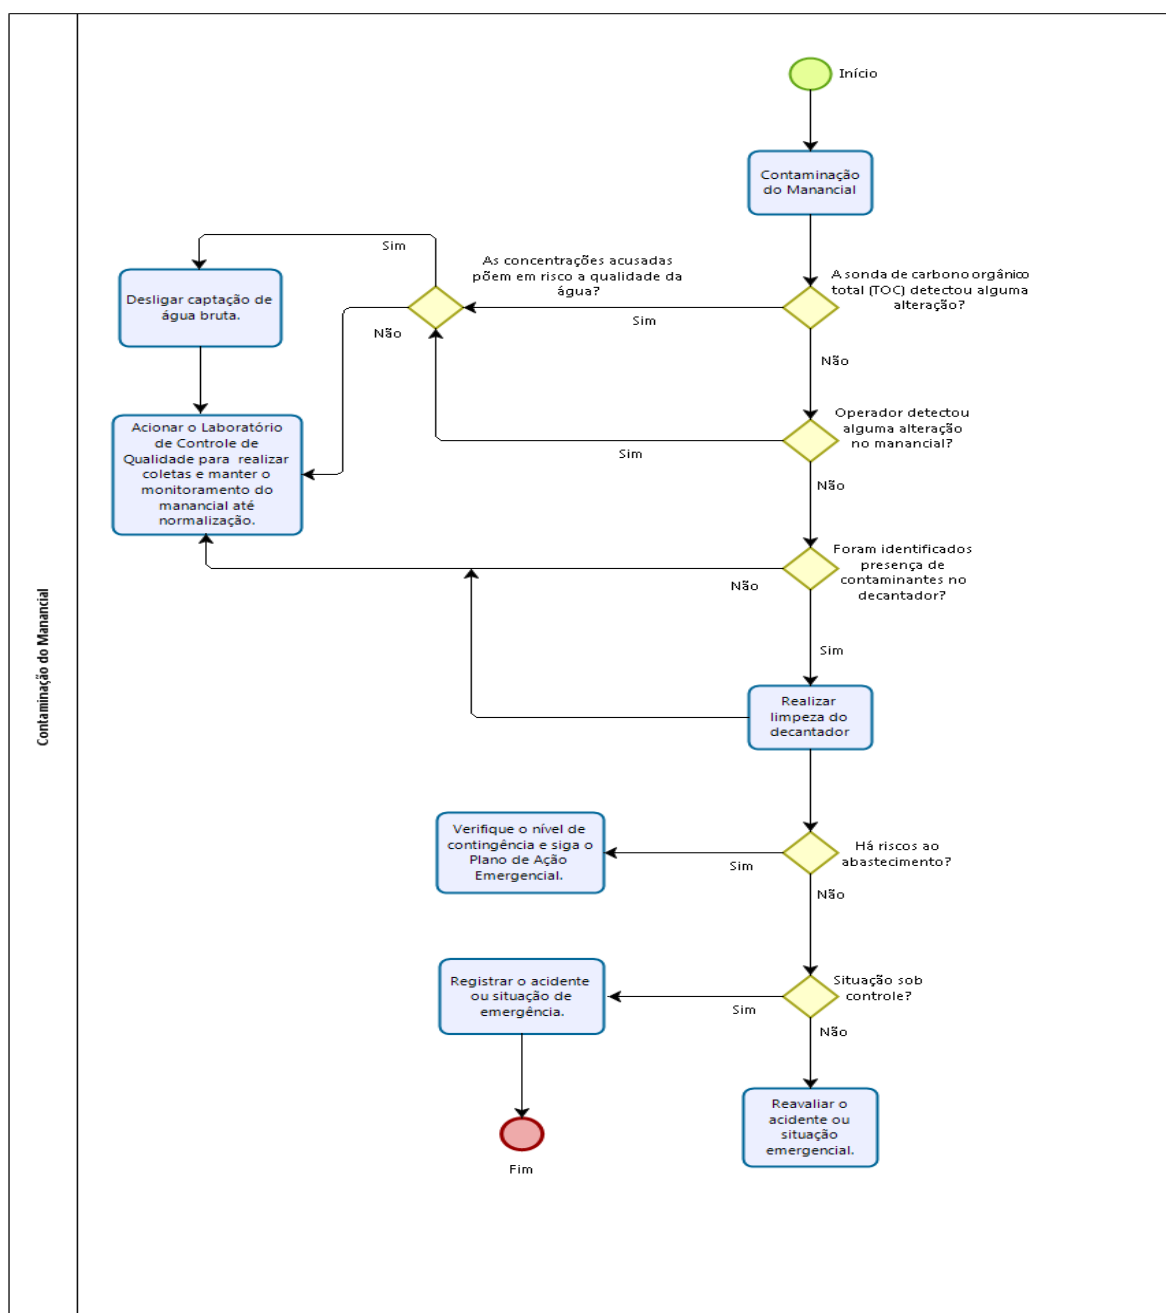 Contaminação do Manancial
Início
Contaminação
do Manancial
A sonda de carbono orgânico
total (TOC) detectou alguma
alteração?
Sim
Não
As concentrações acusadas
põem em risco a qualidade da
água?
Sim
Não
Desligar captação de
água bruta.
Acionar o Laboratório
de Controle de
Qualidade para realizar
coletas e manter o
monitoramento do
manancial até
normalização.
Operador detectou
alguma alteração
no manancial?
Sim
Não
Foram identificados
presença de
contaminantes no
decantador?
Não
Sim
Realizar
limpeza do
decantador
Há riscos ao
abastecimento?
Sim
Não
Verifique o nível de
contingência e siga o
Plano de Ação
Emergencial.
Situação sob
controle?
Sim
Não
Registrar o acidente
ou situação de
emergência.
Reavaliar o
acidente ou
situação
emergencial.
Fim